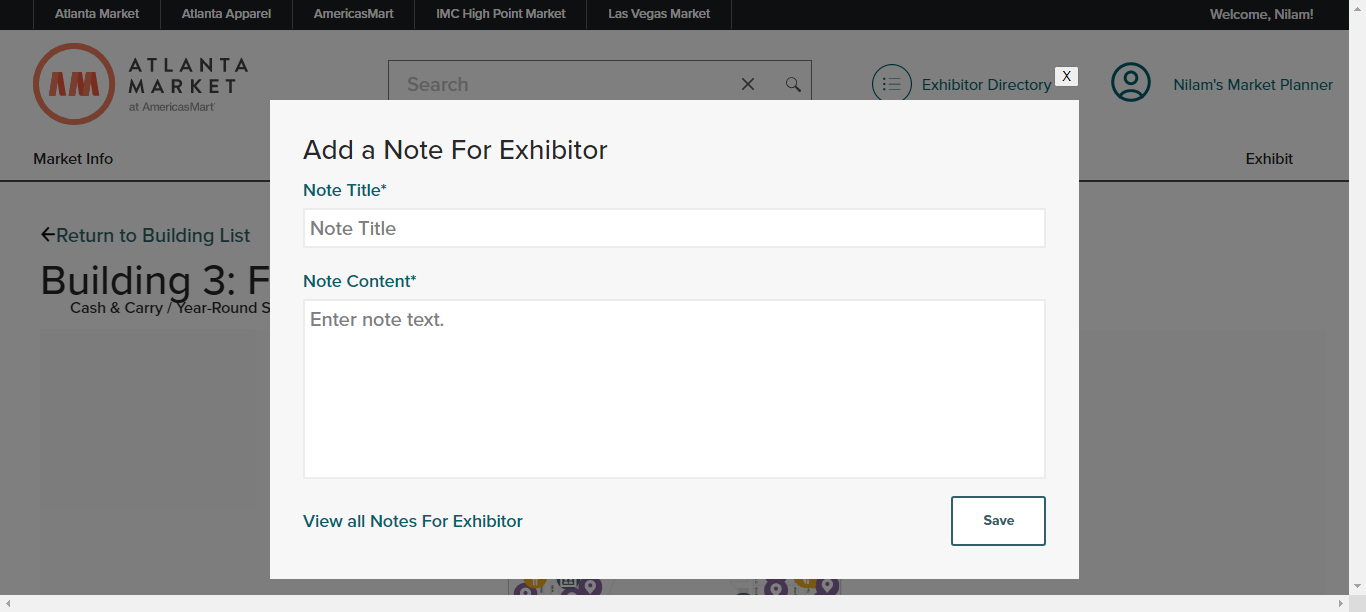 Atlanta Market
Atlanta Apparel
AmericasMart
IMC High Point Market
Las Vegas Market
Welcome, Nilam!
ATLANTA
MARKET
at AmericasMart
Search
Exhibitor Directory
X
Nilam's Market Planner
Market Info
Exhibit
Return to Building List
Building 3: F
Cash & Carry / Year-Round S
Add a Note For Exhibitor
Note Title*
Note Title
Note Content*
Enter note text.
View all Notes For Exhibitor
Save